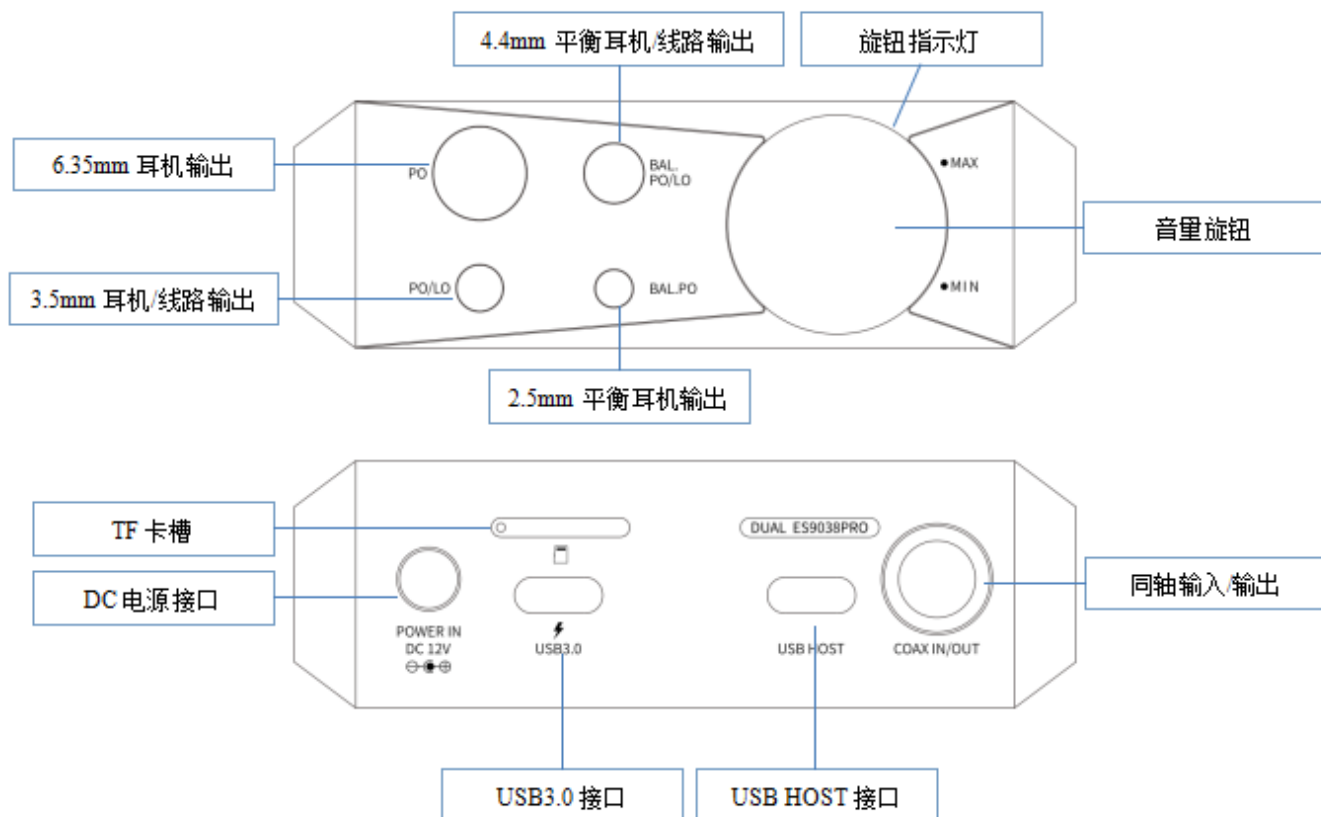 4.4mm 平衡耳机/线路输出
旋钮指示灯
6.35mm 耳机输出
PO
BAL.
PO/LO
MAX
音量旋钮
3.5mm 耳机/线路输出
PO/LO
BAL.PO
MIN
2.5mm 平衡耳机输出
TF 卡槽
DUAL ES9038PRO
DC 电源接口
同轴输入/输出
POWER IN
DC 12V
USB3.0
USB HOST
COAX IN/OUT
USB3.0 接口
USB HOST 接口